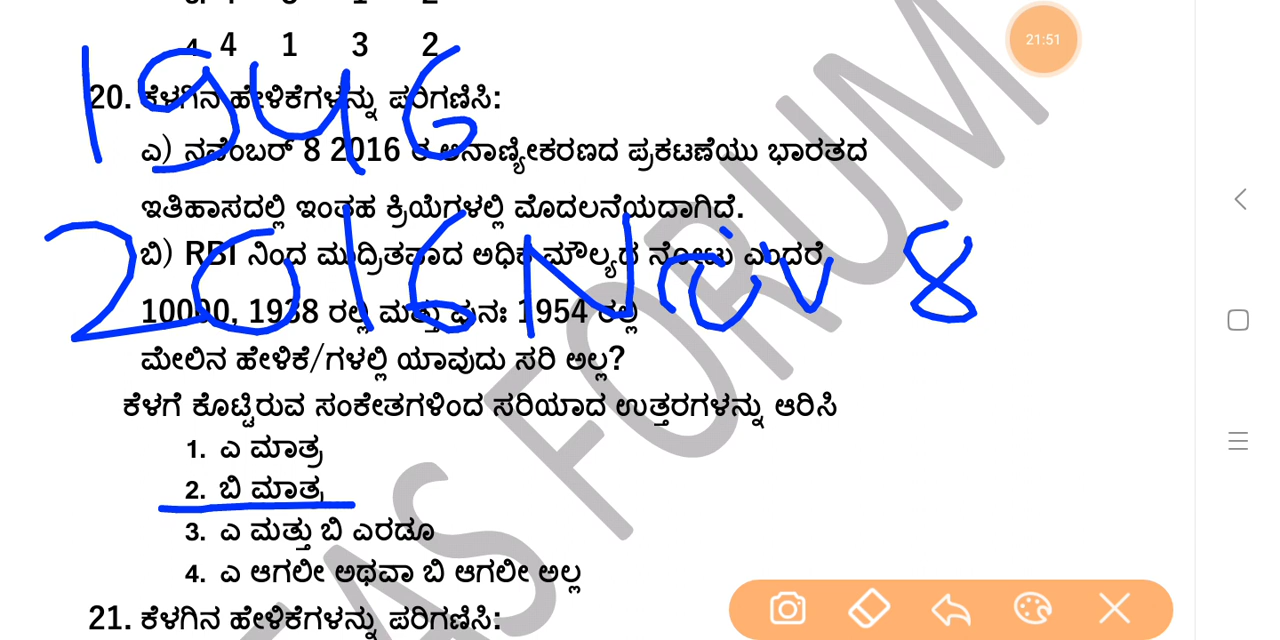 4. 4 1 3 2
21:51
1946
20. ಕೆಳಗಿನ ಹೇಳಿಕೆಗಳನ್ನು ಪರಿಗಣಿಸಿ:
ಎ) ನವೆಂಬರ್ 8 2016 ರ ಅನಾಣ್ಯೀಕರಣದ ಪ್ರಕಟಣೆಯು ಭಾರತದ
ಇತಿಹಾಸದಲ್ಲಿ ಇಂತಹ ಕ್ರಿಯೆಗಳಲ್ಲಿ ಮೊದಲನೆಯದಾಗಿದೆ.
2016 Nov 8
ಬಿ) RBI ನಿಂದ ಮುದ್ರಿತವಾದ ಅಧಿಕ ಮೌಲ್ಯದ ನೋಟು ಎಂದರೆ
10000, 1938 ರಲ್ಲಿ ಮತ್ತು ಪುನಃ 1954 ರಲ್ಲಿ
ಮೇಲಿನ ಹೇಳಿಕೆ/ಗಳಲ್ಲಿ ಯಾವುದು ಸರಿ ಅಲ್ಲ?
ಕೆಳಗೆ ಕೊಟ್ಟಿರುವ ಸಂಕೇತಗಳಿಂದ ಸರಿಯಾದ ಉತ್ತರಗಳನ್ನು ಆರಿಸಿ
1. ಎ ಮಾತ್ರ
2. ಬಿ ಮಾತ್ರ
3. ಎ ಮತ್ತು ಬಿ ಎರಡೂ
4. ಎ ಆಗಲೀ ಅಥವಾ ಬಿ ಆಗಲೀ ಅಲ್ಲ
21. ಕೆಳಗಿನ ಹೇಳಿಕೆಗಳನ್ನು ಪರಿಗಣಿಸಿ:
FORUM